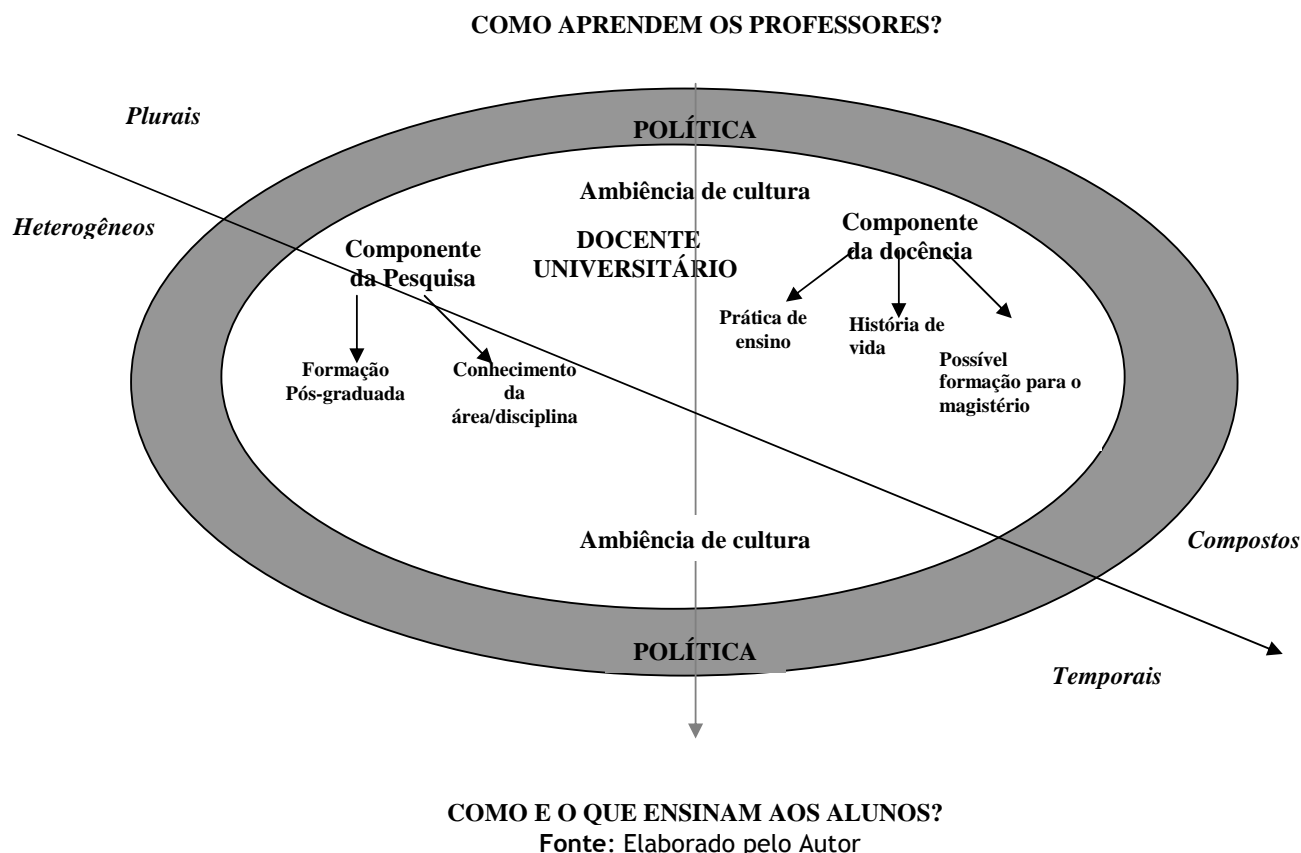 COMO APRENDEM OS PROFESSORES?
Plurais
POLÍTICA
Ambiência de cultura
Heterogêneos
Componente
da Pesquisa
DOCENTE
UNIVERSITÁRIO
Componente
da docência
Prática de
ensino
História de
vida
Possível
formação para o
magistério
Formação
Pós-graduada
Conhecimento
da
área/disciplina
Ambiência de cultura
Compostos
POLÍTICA
Temporais
COMO E O QUE ENSINAM AOS ALUNOS?
Fonte: Elaborado pelo Autor